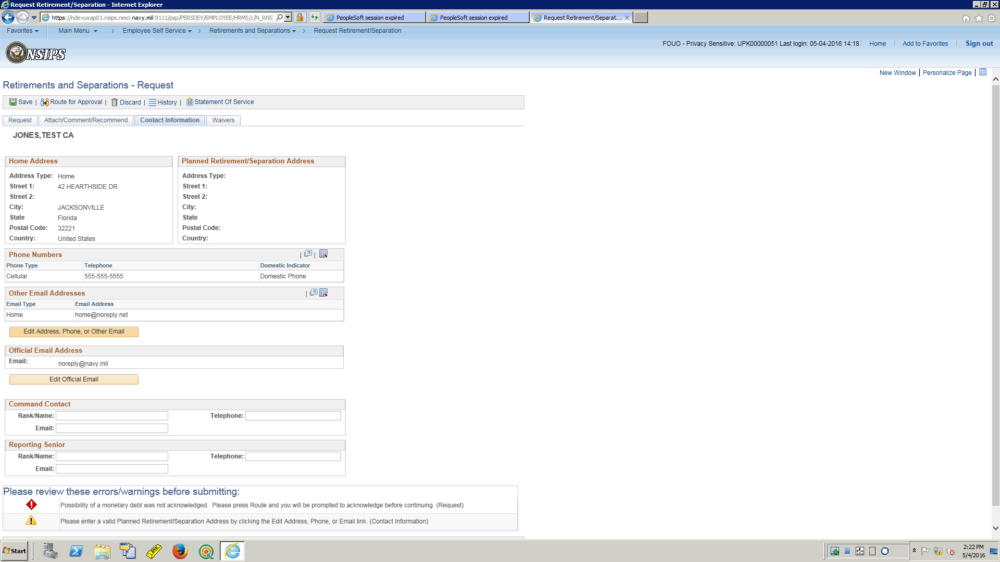 Request Retirement/Separation - Internet Explorer
https://ndevuxap01.nsips.nmci.navy.mil:9111/psp/PERSDEV/EMPLOYEE/HRMS/c/N_RNS_
PeopleSoft session expired
PeopleSoft session expired
Request Retirement/Separat...
Favorites
Main Menu
>
Employee Self Service
>
Retirements and Separations
>
Request Retirement/Separation
NSIPS
FOUO - Privacy Sensitive: UPK00000051 Last login: 05-04-2016 14:18
Home
Add to Favorites
Sign out
New Window | Personalize Page |
Retirements and Separations - Request
Save | Route for Approval | Discard | History | Statement Of Service
Request
Attach/Comment/Recommend
Contact Information
Waivers
JONES,TEST CA
Home Address
Address Type: Home
Street 1: 42 HEARTHSIDE DR
Street 2:
City: JACKSONVILLE
State Florida
Postal Code: 32221
Country: United States
Planned Retirement/Separation Address
Address Type:
Street 1:
Street 2:
City:
State
Postal Code:
Country:
Phone Numbers | |
Phone Type Telephone Domestic Indicator
Cellular 555-555-5555 Domestic Phone
Other Email Addresses |
Email Type Email Address
Home home@noreply.net
Edit Address, Phone, or Other Email
Official Email Address
Email: noreply@navy.mil
Edit Official Email
Command Contact
Rank/Name: Telephone:
Email:
Reporting Senior
Rank/Name: Telephone:
Email:
Please review these errors/warnings before submitting:
Possibility of a monetary debt was not acknowledged.  Please press Route and you will be prompted to acknowledge before continuing. (Request)
Please enter a valid Planned Retirement/Separation Address by clicking the Edit Address, Phone, or Email link. (Contact Information)
Start
2:22 PM
5/4/2016